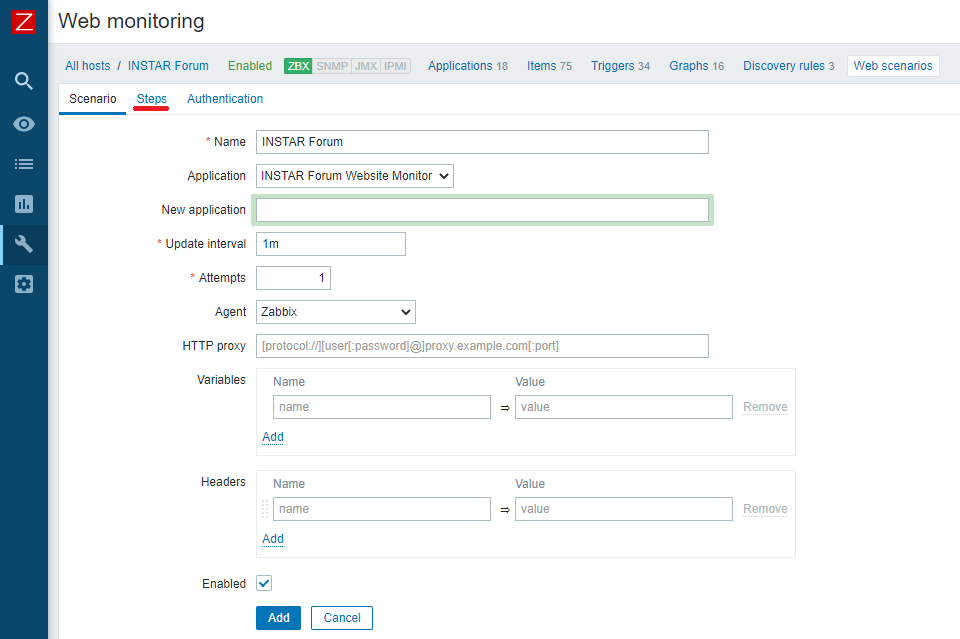 Z Web monitoring
All hosts / INSTAR Forum Enabled ZBX SNMP JMX IPMI Applications 18 Items 75 Triggers 34 Graphs 16 Discovery rules 3 Web scenarios
Scenario Steps Authentication
* Name INSTAR Forum
Application INSTAR Forum Website Monitor
New application
* Update interval 1m
* Attempts 1
Agent Zabbix
HTTP proxy [protocol://][user[:password]@]proxy.example.com[:port]
Variables Name Value
name ⇒ value Remove
Add
Headers Name Value
name ⇒ value Remove
Add
Enabled
Add Cancel